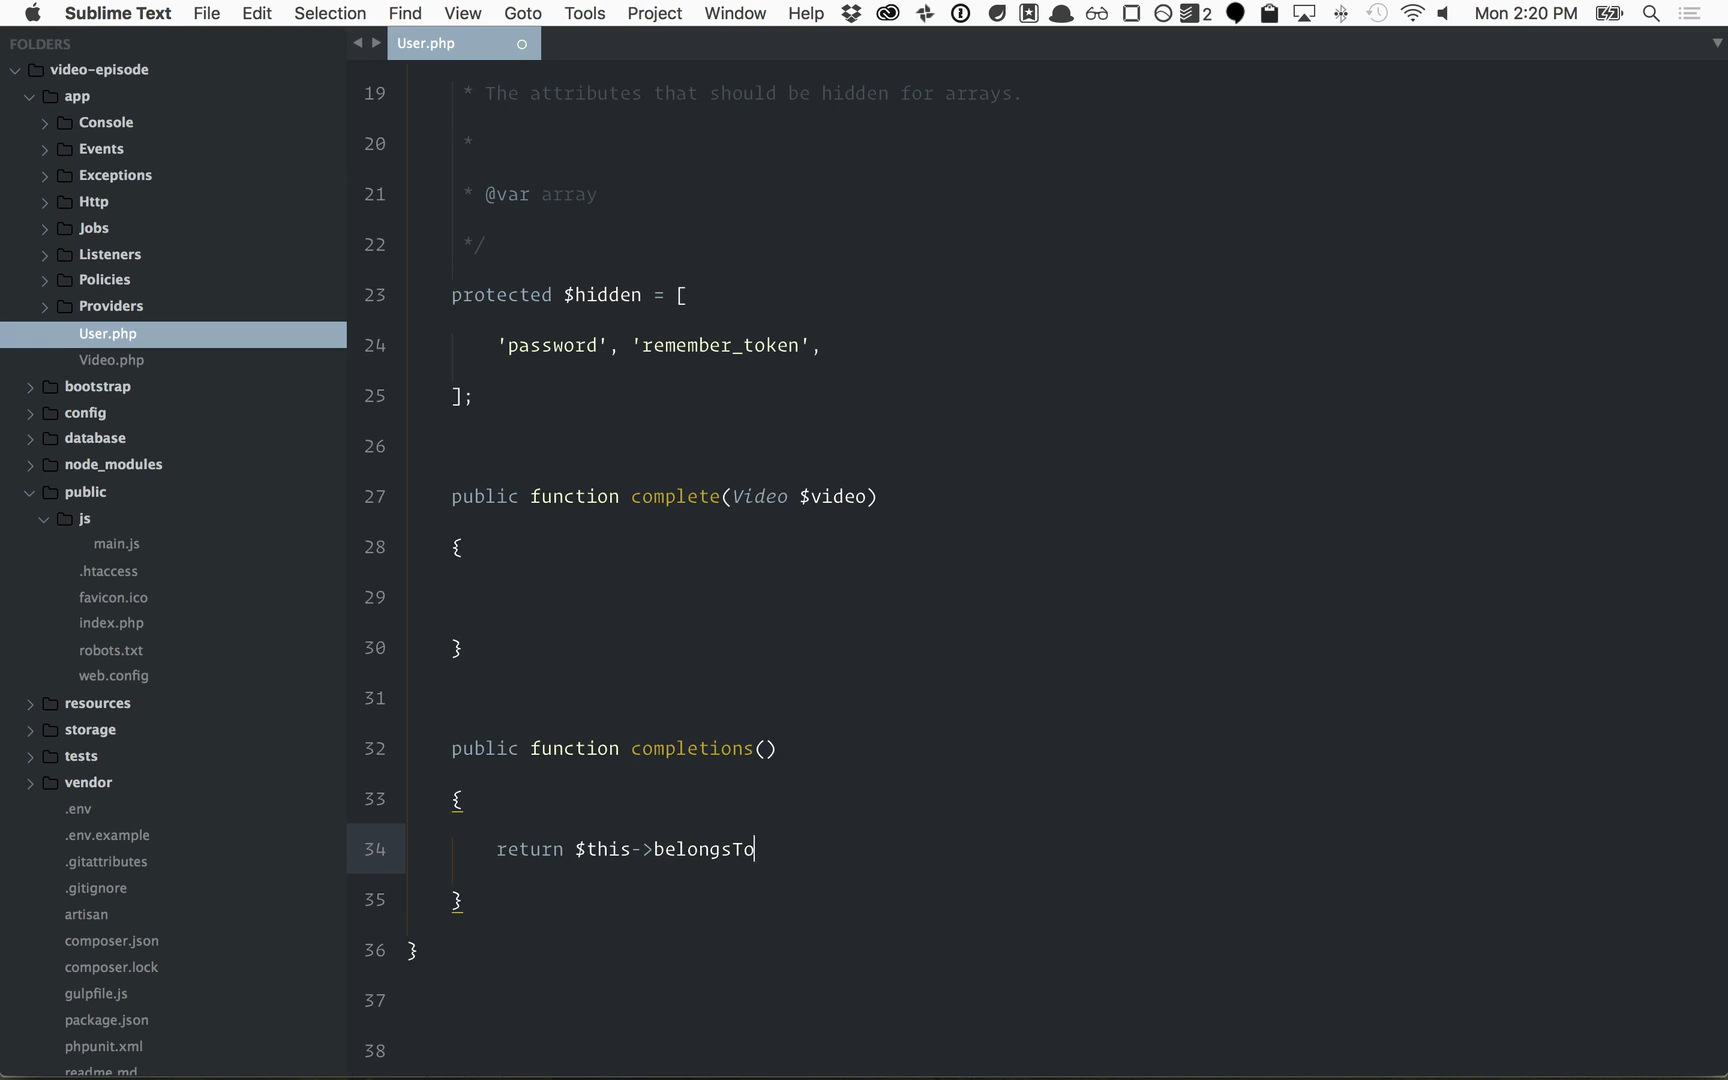 Sublime Text File Edit Selection Find View Goto Tools Project Window Help 2 Mon 2:20 PM
FOLDERS
video-episode
app
Console
Events
Exceptions
Http
Jobs
Listeners
Policies
Providers
User.php
Video.php
bootstrap
config
database
node_modules
public
js
main.js
.htaccess
favicon.ico
index.php
robots.txt
web.config
resources
storage
tests
vendor
.env
.env.example
.gitattributes
.gitignore
artisan
composer.json
composer.lock
gulpfile.js
package.json
phpunit.xml
readme.md
User.php
19 * The attributes that should be hidden for arrays.
20 *
21 * @var array
22 */
23 protected $hidden = [
24 'password', 'remember_token',
25 ];
26
27 public function complete(Video $video)
28 {
29
30 }
31
32 public function completions()
33 {
34 return $this->belongsTo
35 }
36 }
37
38